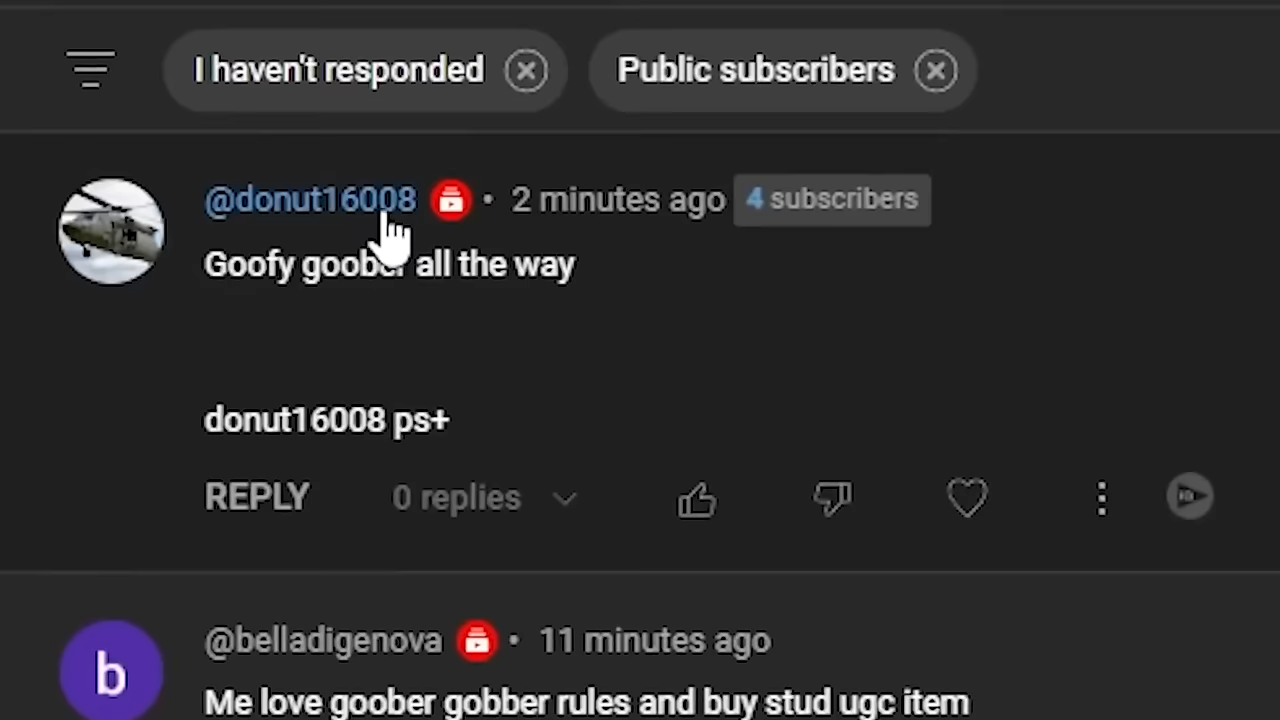 I haven't responded
Public subscribers
@donut16008 • 2 minutes ago 4 subscribers
Goofy goober all the way
donut16008 ps+
REPLY 0 replies
b
@belladigenova • 11 minutes ago
Me love goober gobber rules and buy stud ugc item